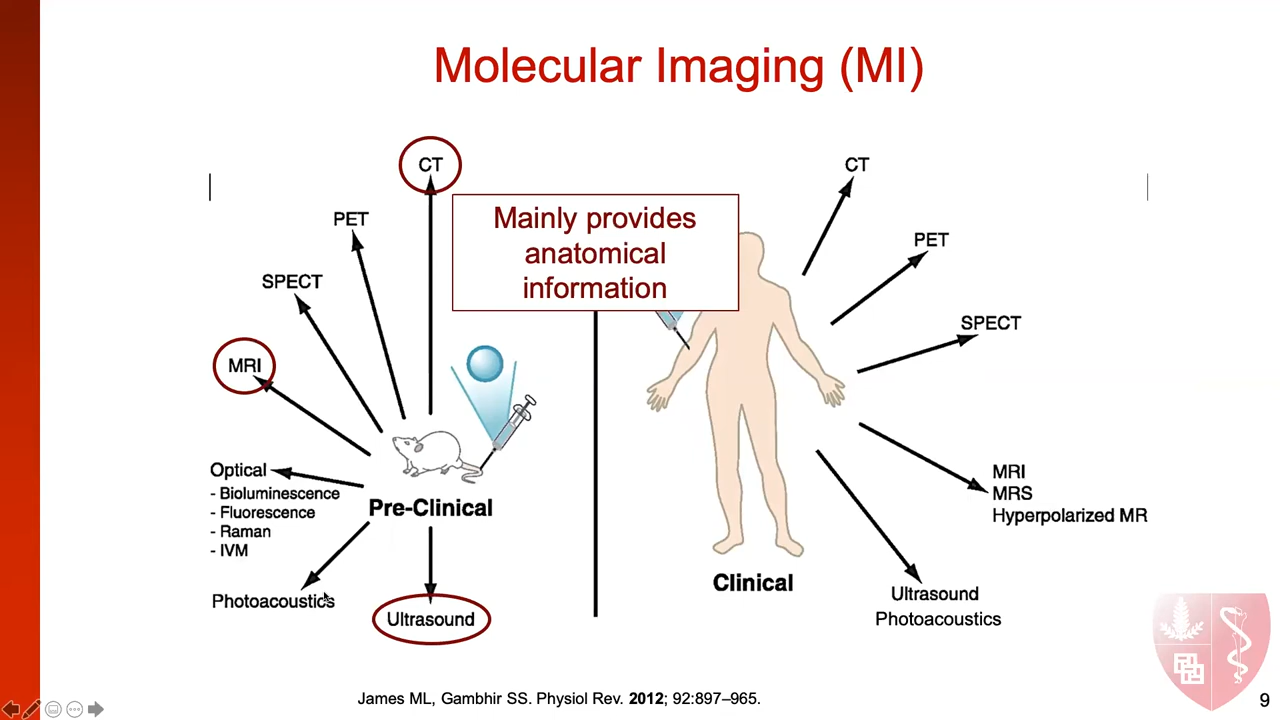 Molecular Imaging (MI)
CT
PET
SPECT
MRI
Optical
- Bioluminescence
- Fluorescence
- Raman
- IVM
Photoacoustics
Ultrasound
Pre-Clinical
Mainly provides
anatomical
information
CT
PET
SPECT
MRI
MRS
Hyperpolarized MR
Ultrasound
Photoacoustics
Clinical
James ML, Gambhir SS. Physiol Rev. 2012; 92:897–965.
9